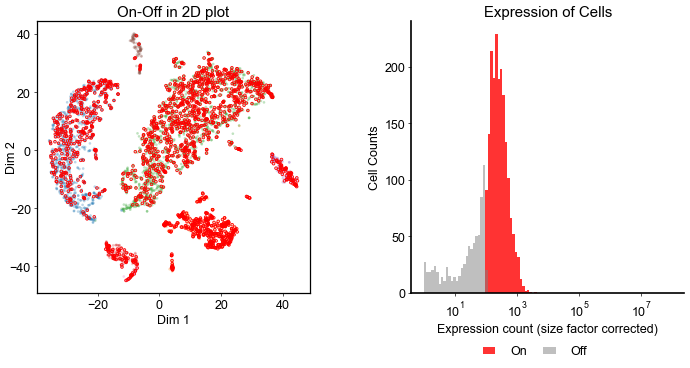 On-Off in 2D plot
40
20
0
−20
−40
Dim 2
−20
0
20
40
Dim 1
Expression of Cells
200
150
100
50
0
Cell Counts
10^1
10^3
10^5
10^7
Expression count (size factor corrected)
On
Off